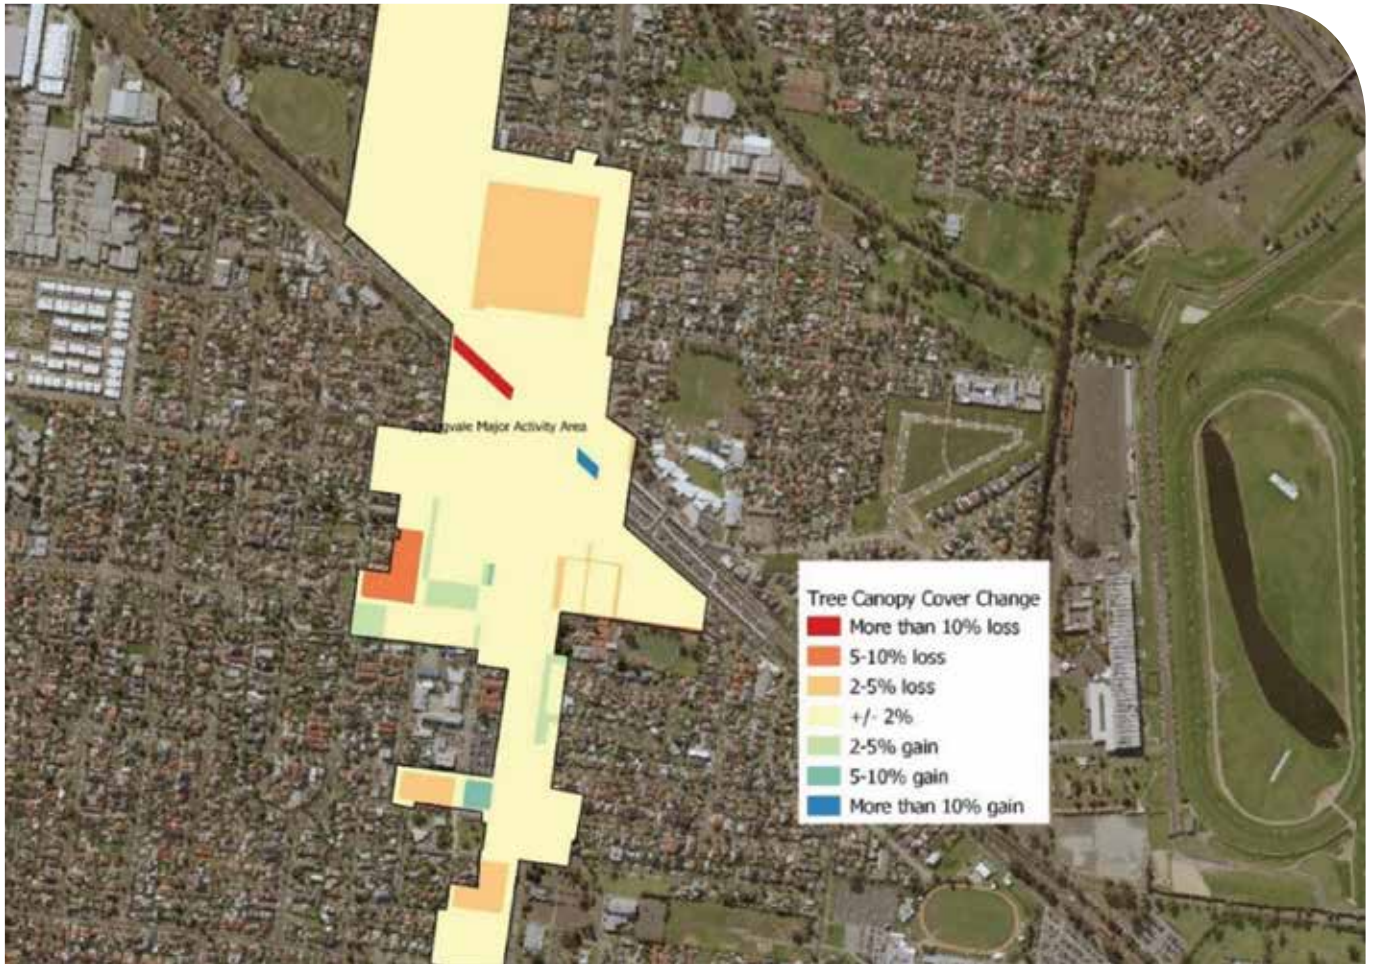 Major Activity Area
Tree Canopy Cover Change
More than 10% loss
5-10% loss
2-5% loss
+/- 2%
2-5% gain
5-10% gain
More than 10% gain